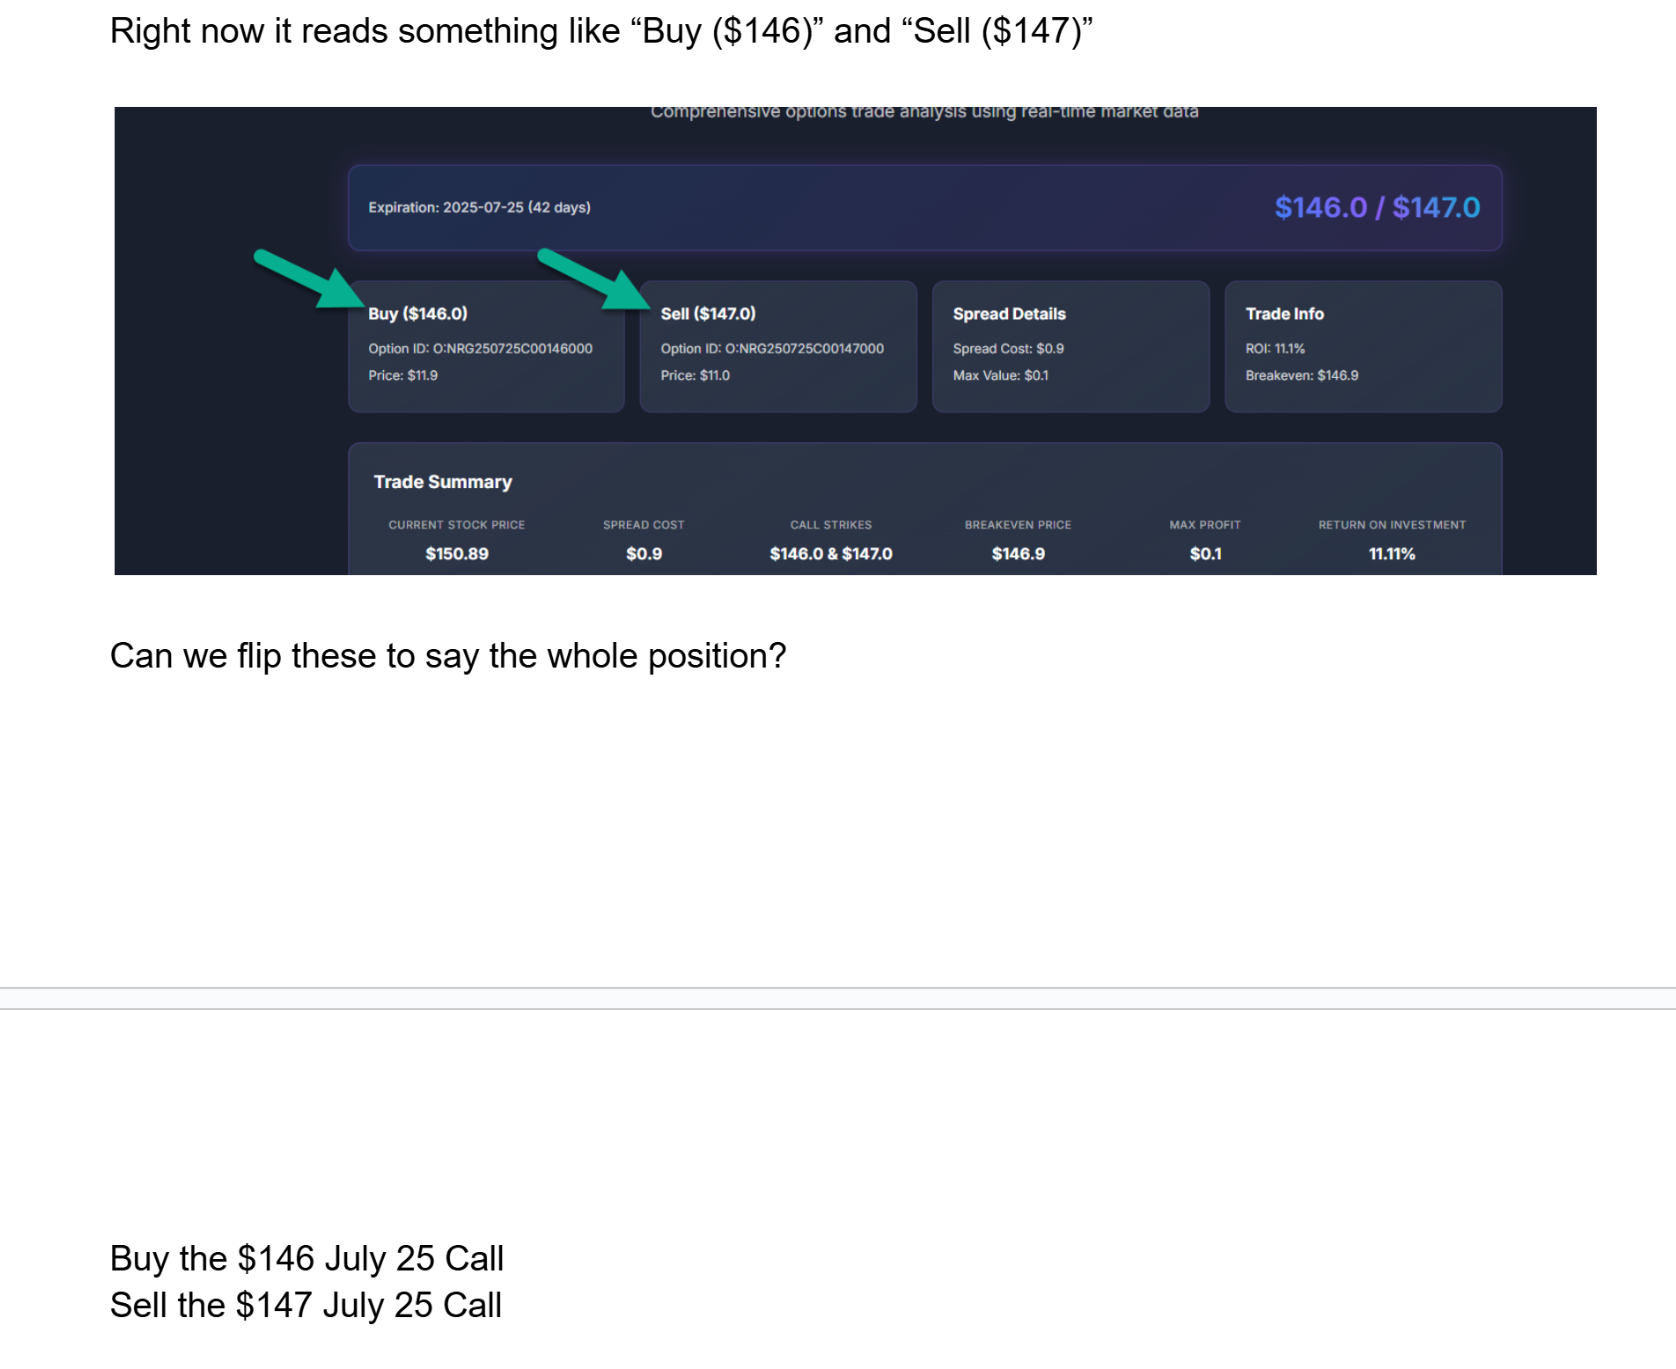 Right now it reads something like “Buy ($146)” and “Sell ($147)”
Comprehensive options trade analysis using real-time market data
Expiration: 2025-07-25 (42 days)
$146.0 / $147.0
Buy ($146.0)
Option ID: O:NRG250725C00146000
Price: $11.9
Sell ($147.0)
Option ID: O:NRG250725C00147000
Price: $11.0
Spread Details
Spread Cost: $0.9
Max Value: $0.1
Trade Info
ROI: 11.1%
Breakeven: $146.9
Trade Summary
CURRENT STOCK PRICE
$150.89
SPREAD COST
$0.9
CALL STRIKES
$146.0 & $147.0
BREAKEVEN PRICE
$146.9
MAX PROFIT
$0.1
RETURN ON INVESTMENT
11.11%
Can we flip these to say the whole position?
Buy the $146 July 25 Call
Sell the $147 July 25 Call